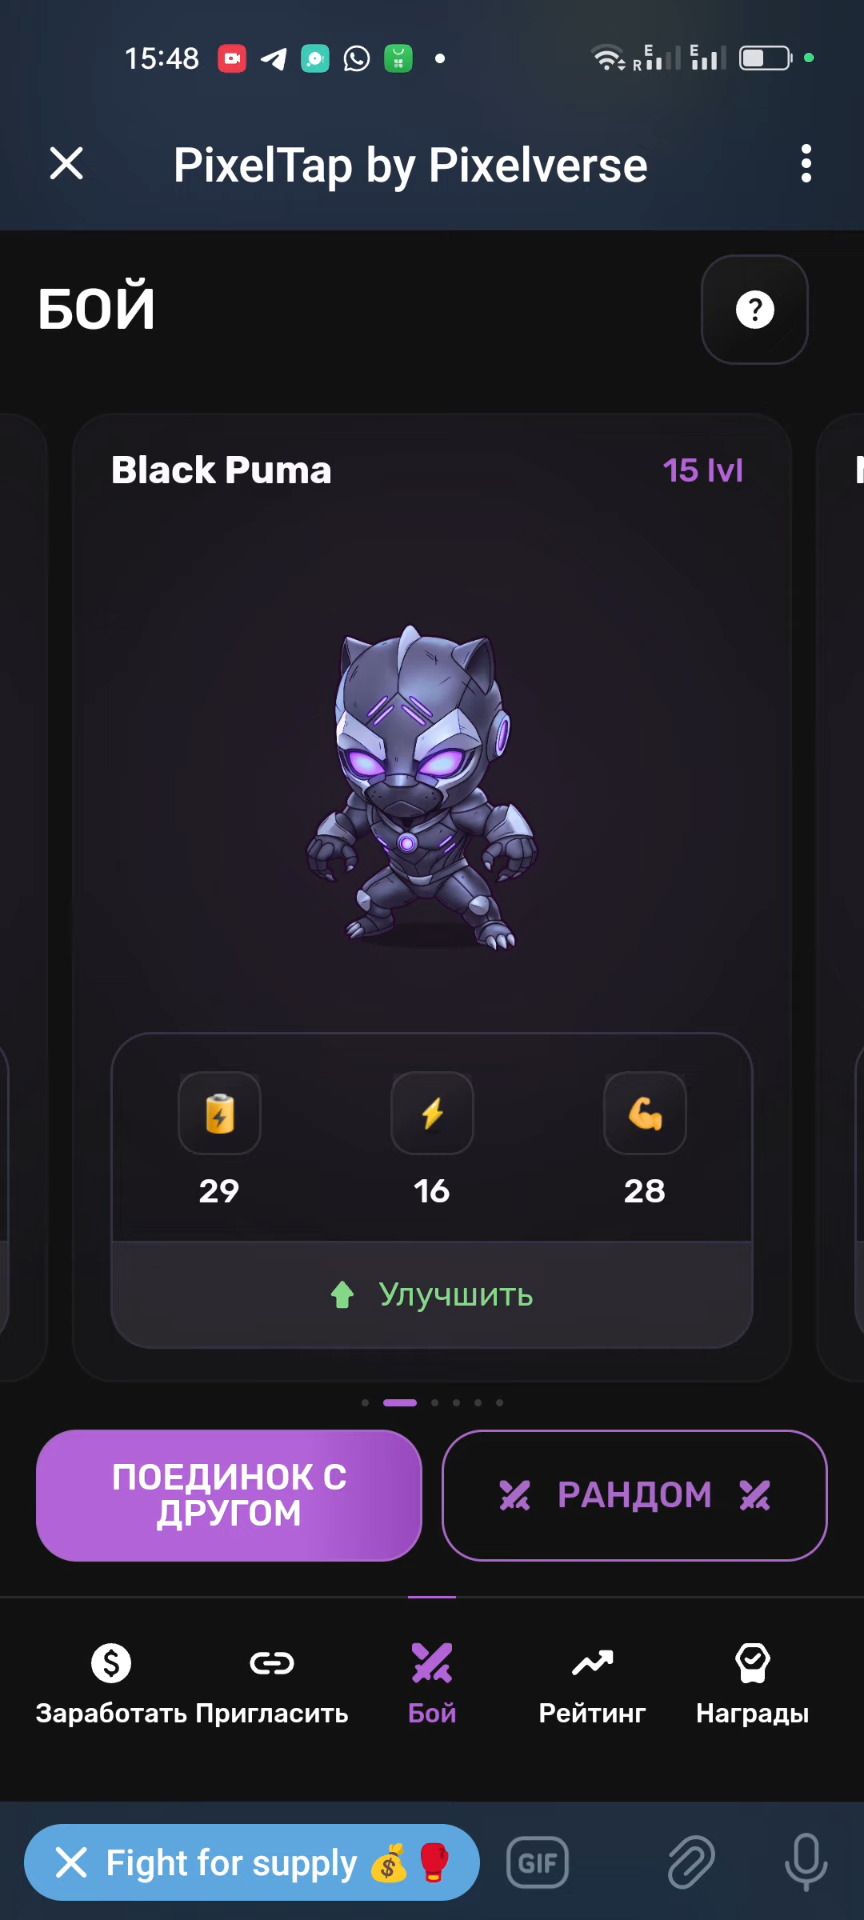 15:48
R E E
PixelTap by Pixelverse
БОЙ
?
Black Puma
15 lvl
29
16
28
Улучшить
ПОЕДИНОК С
ДРУГОМ
РАНДОМ
Заработать
Пригласить
Бой
Рейтинг
Награды
Fight for supply
GIF